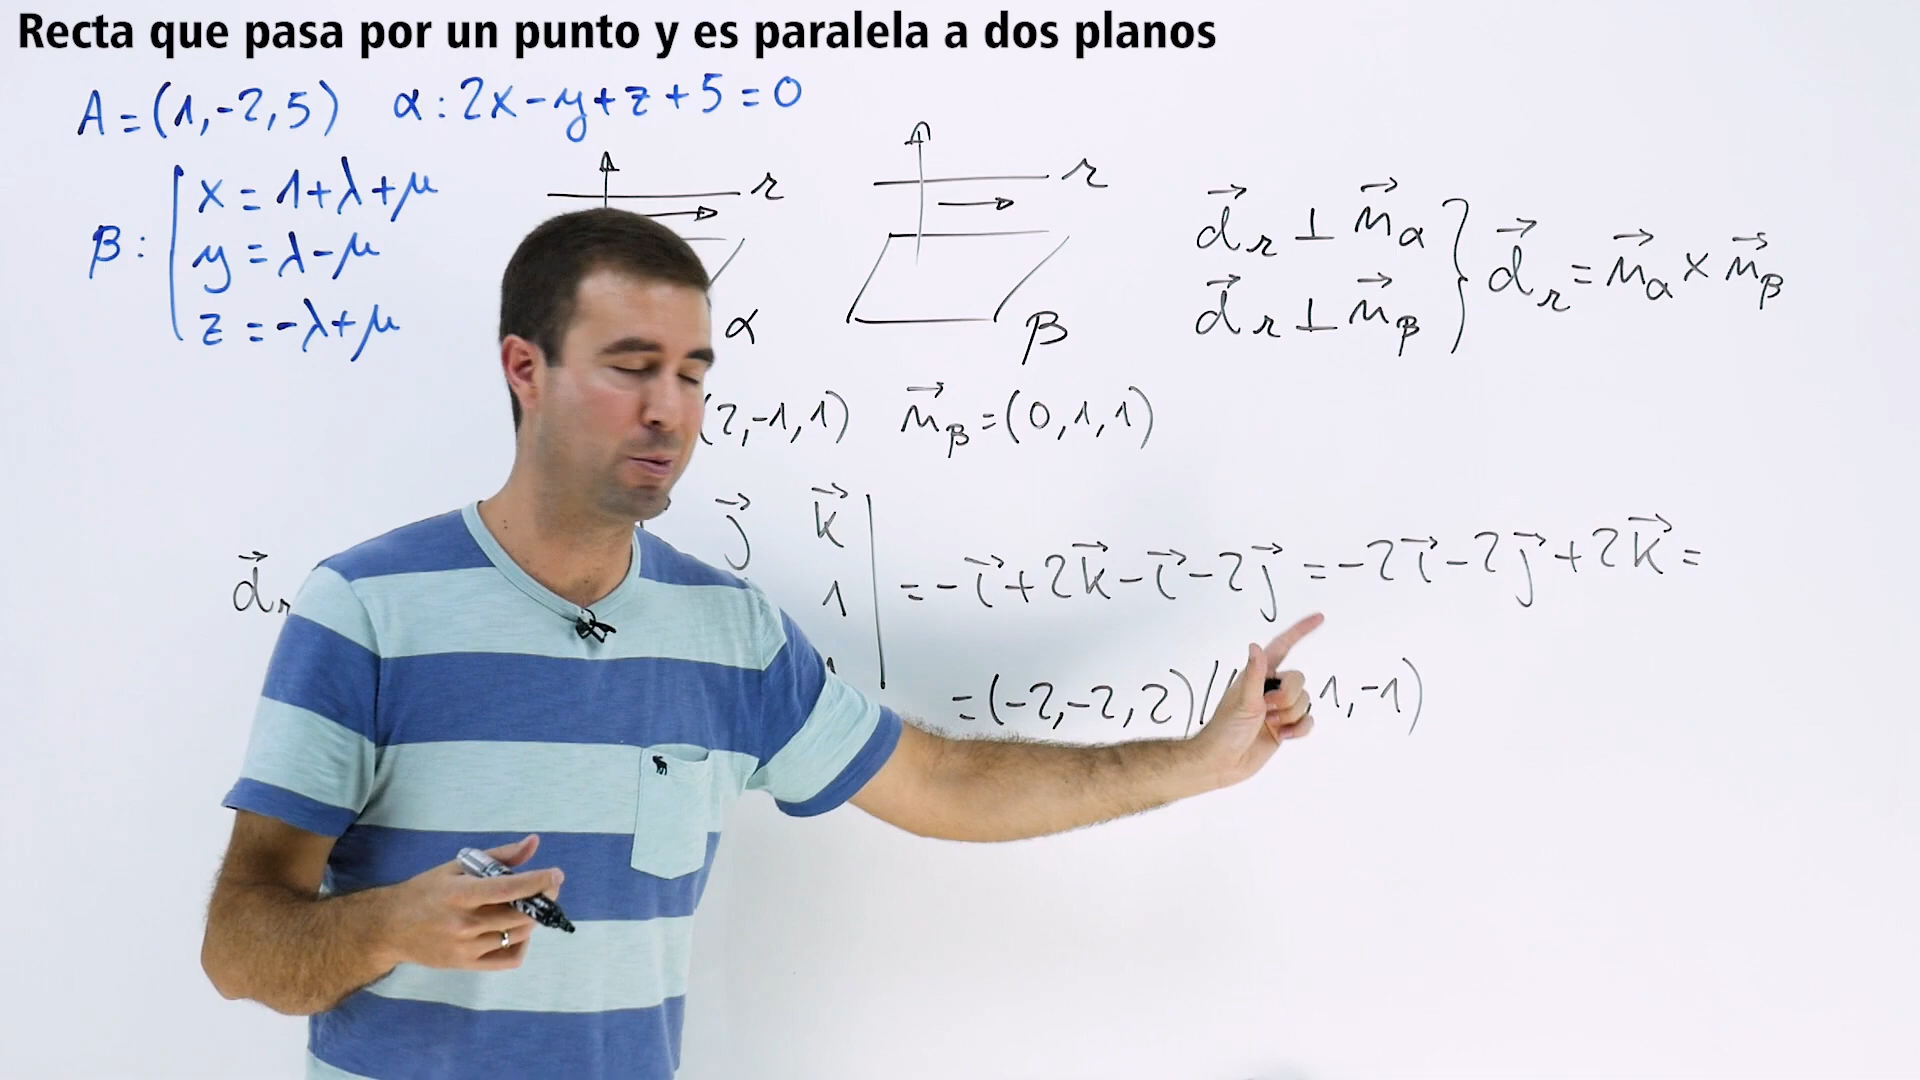 Recta que pasa por un punto y es paralela a dos planos
A = (1,-2,5) α: 2x-y+z+5=0
β: { x = 1+λ+μ
y = λ-μ
z = -λ+μ
r
α
r
β
d⃗r ⊥ n⃗α
d⃗r ⊥ n⃗β
} d⃗r = n⃗α × n⃗β
(2,-1,1) n⃗β = (0,1,1)
j⃗ k⃗
d⃗r 1 | = -i⃗+2k⃗-i⃗-2j⃗ = -2i⃗-2j⃗+2k⃗ =
= (-2,-2,2) // ,1,-1)